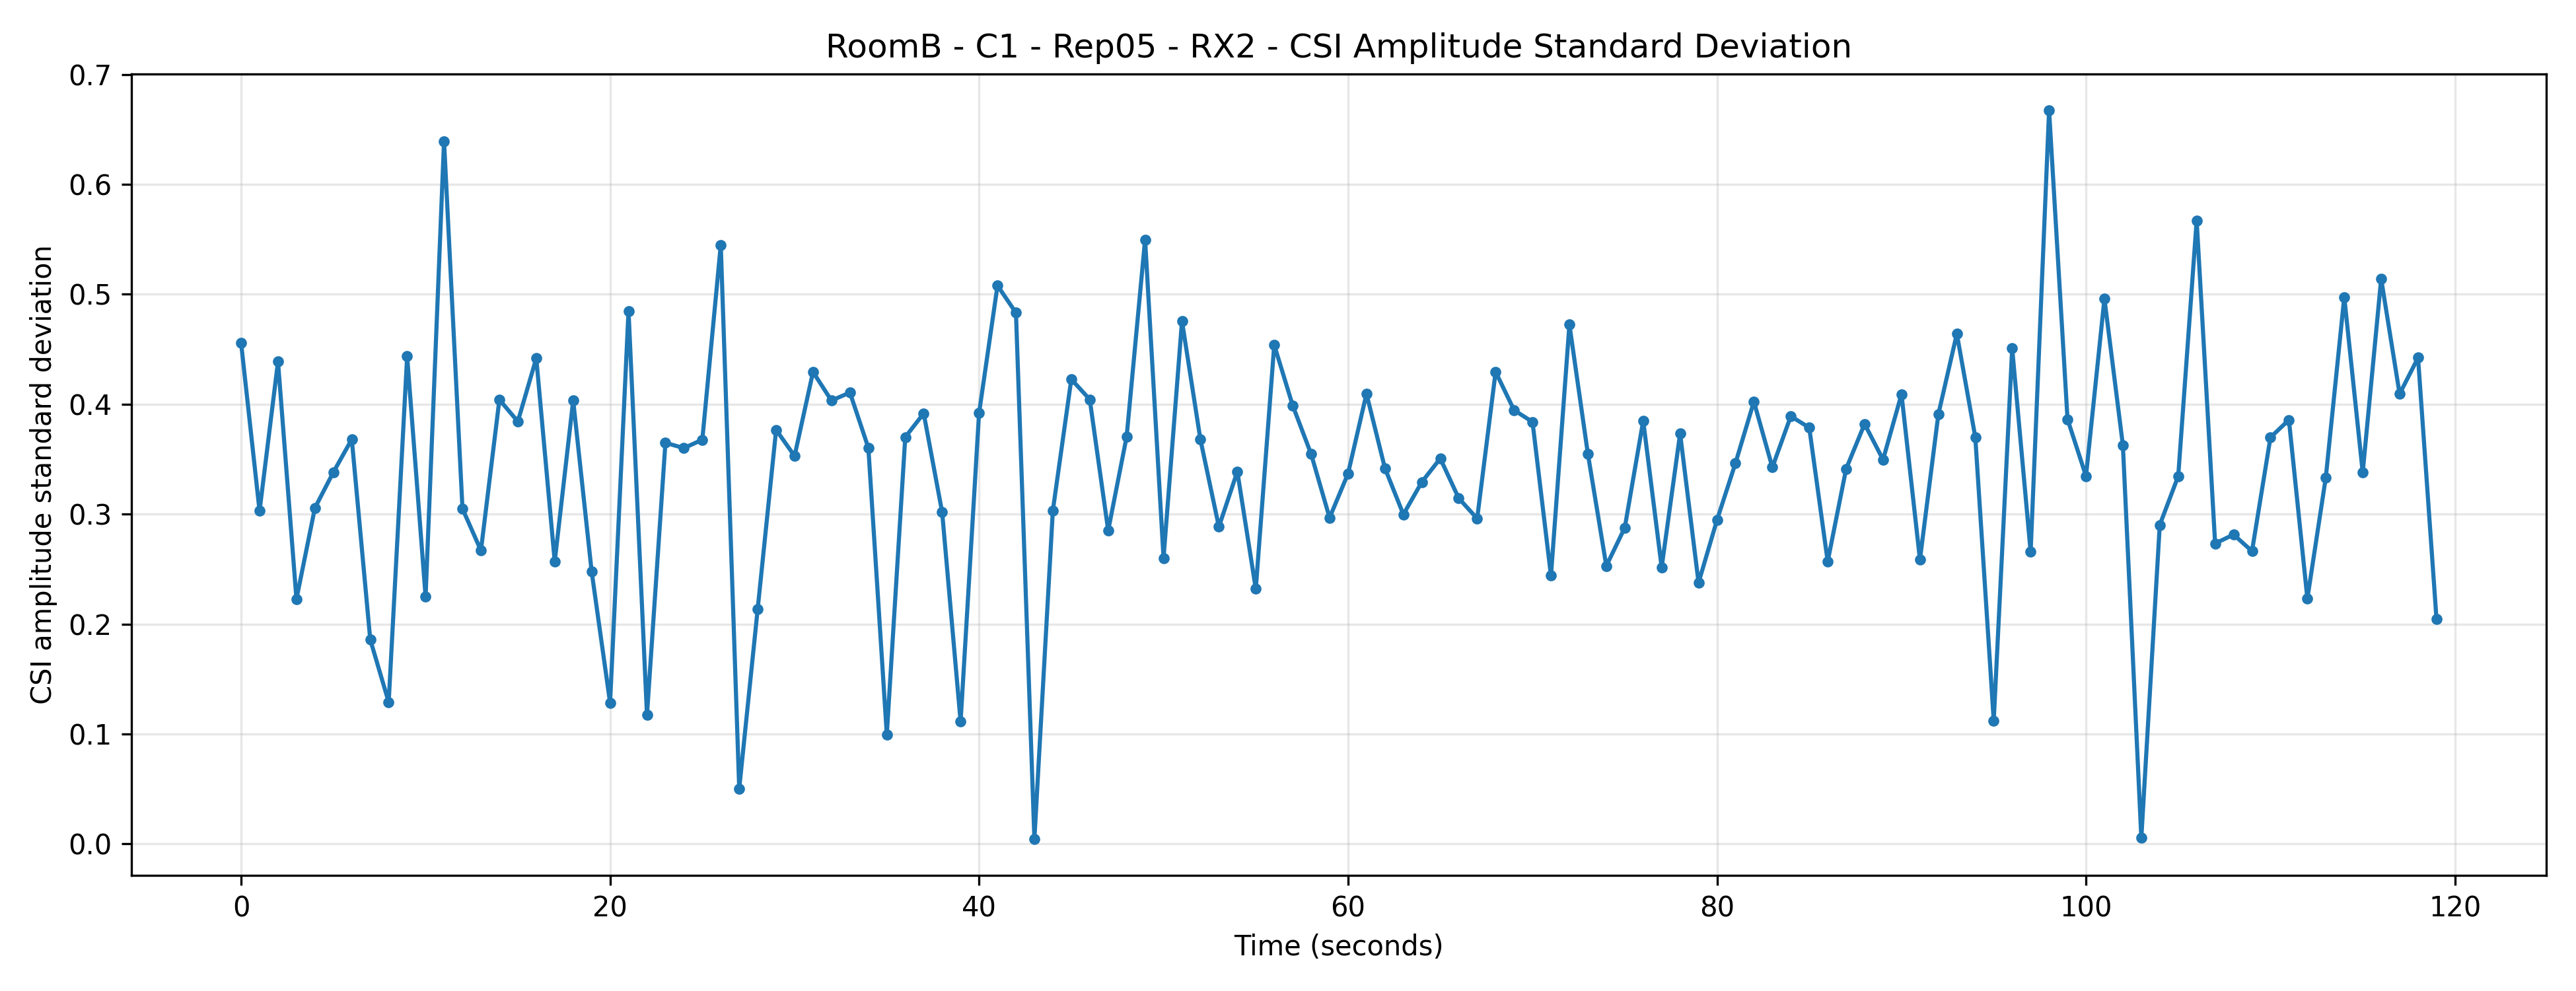 RoomB - C1 - Rep05 - RX2 - CSI Amplitude Standard Deviation
CSI amplitude standard deviation
0.7
0.6
0.5
0.4
0.3
0.2
0.1
0.0
0 20 40 60 80 100 120
Time (seconds)